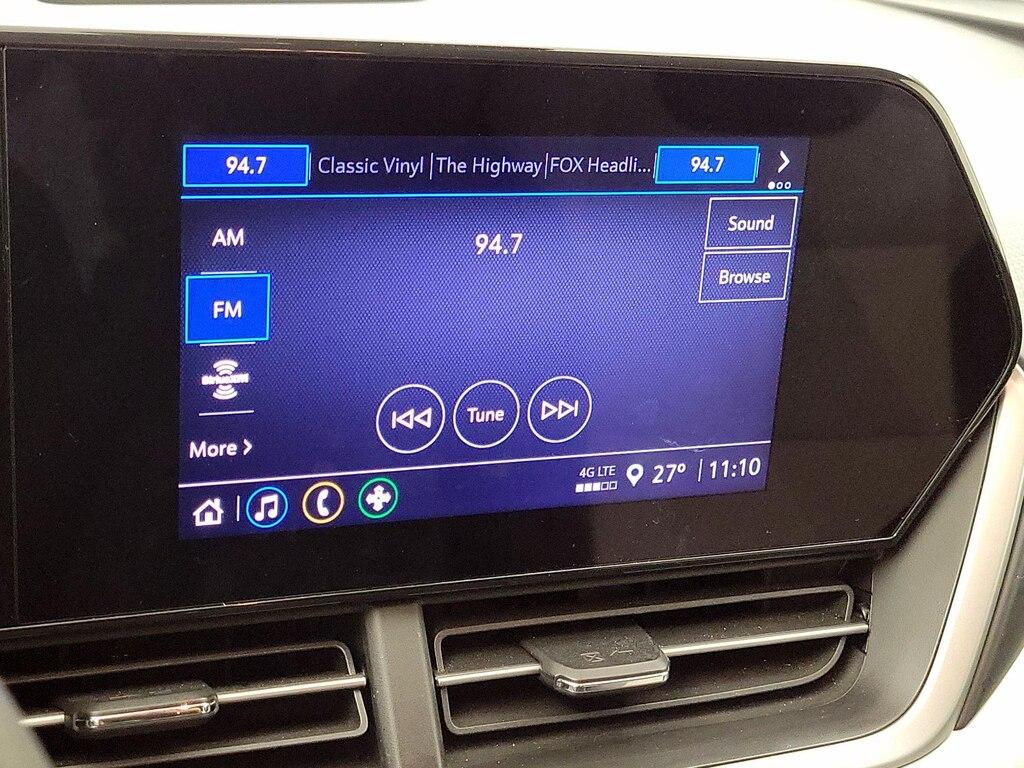 94.7 Classic Vinyl | The Highway | FOX Headli... 94.7
AM
94.7
Sound
Browse
FM
SiriusXM
Tune
More
4G LTE 27° 11:10